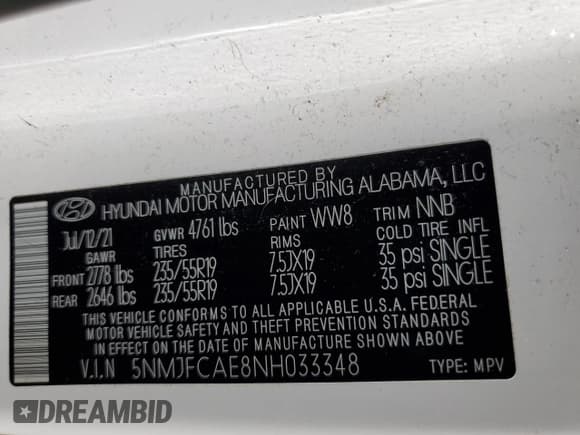 MANUFACTURED BY
HYUNDAI MOTOR MANUFACTURING ALABAMA, LLC
Jul/12/21 GVWR 4761 lbs PAINT WW8 TRIM NNB
GAWR TIRES RIMS COLD TIRE INFL
FRONT 2778 lbs 235/55R19 7.5JX19 35 psi SINGLE
REAR 2646 lbs 235/55R19 7.5JX19 35 psi SINGLE
THIS VEHICLE CONFORMS TO ALL APPLICABLE U.S.A. FEDERAL
MOTOR VEHICLE SAFETY AND THEFT PREVENTION STANDARDS
IN EFFECT ON THE DATE OF MANUFACTURE SHOWN ABOVE
V.I.N 5NMJFCAE8NH033348 TYPE: MPV
DREAMBID